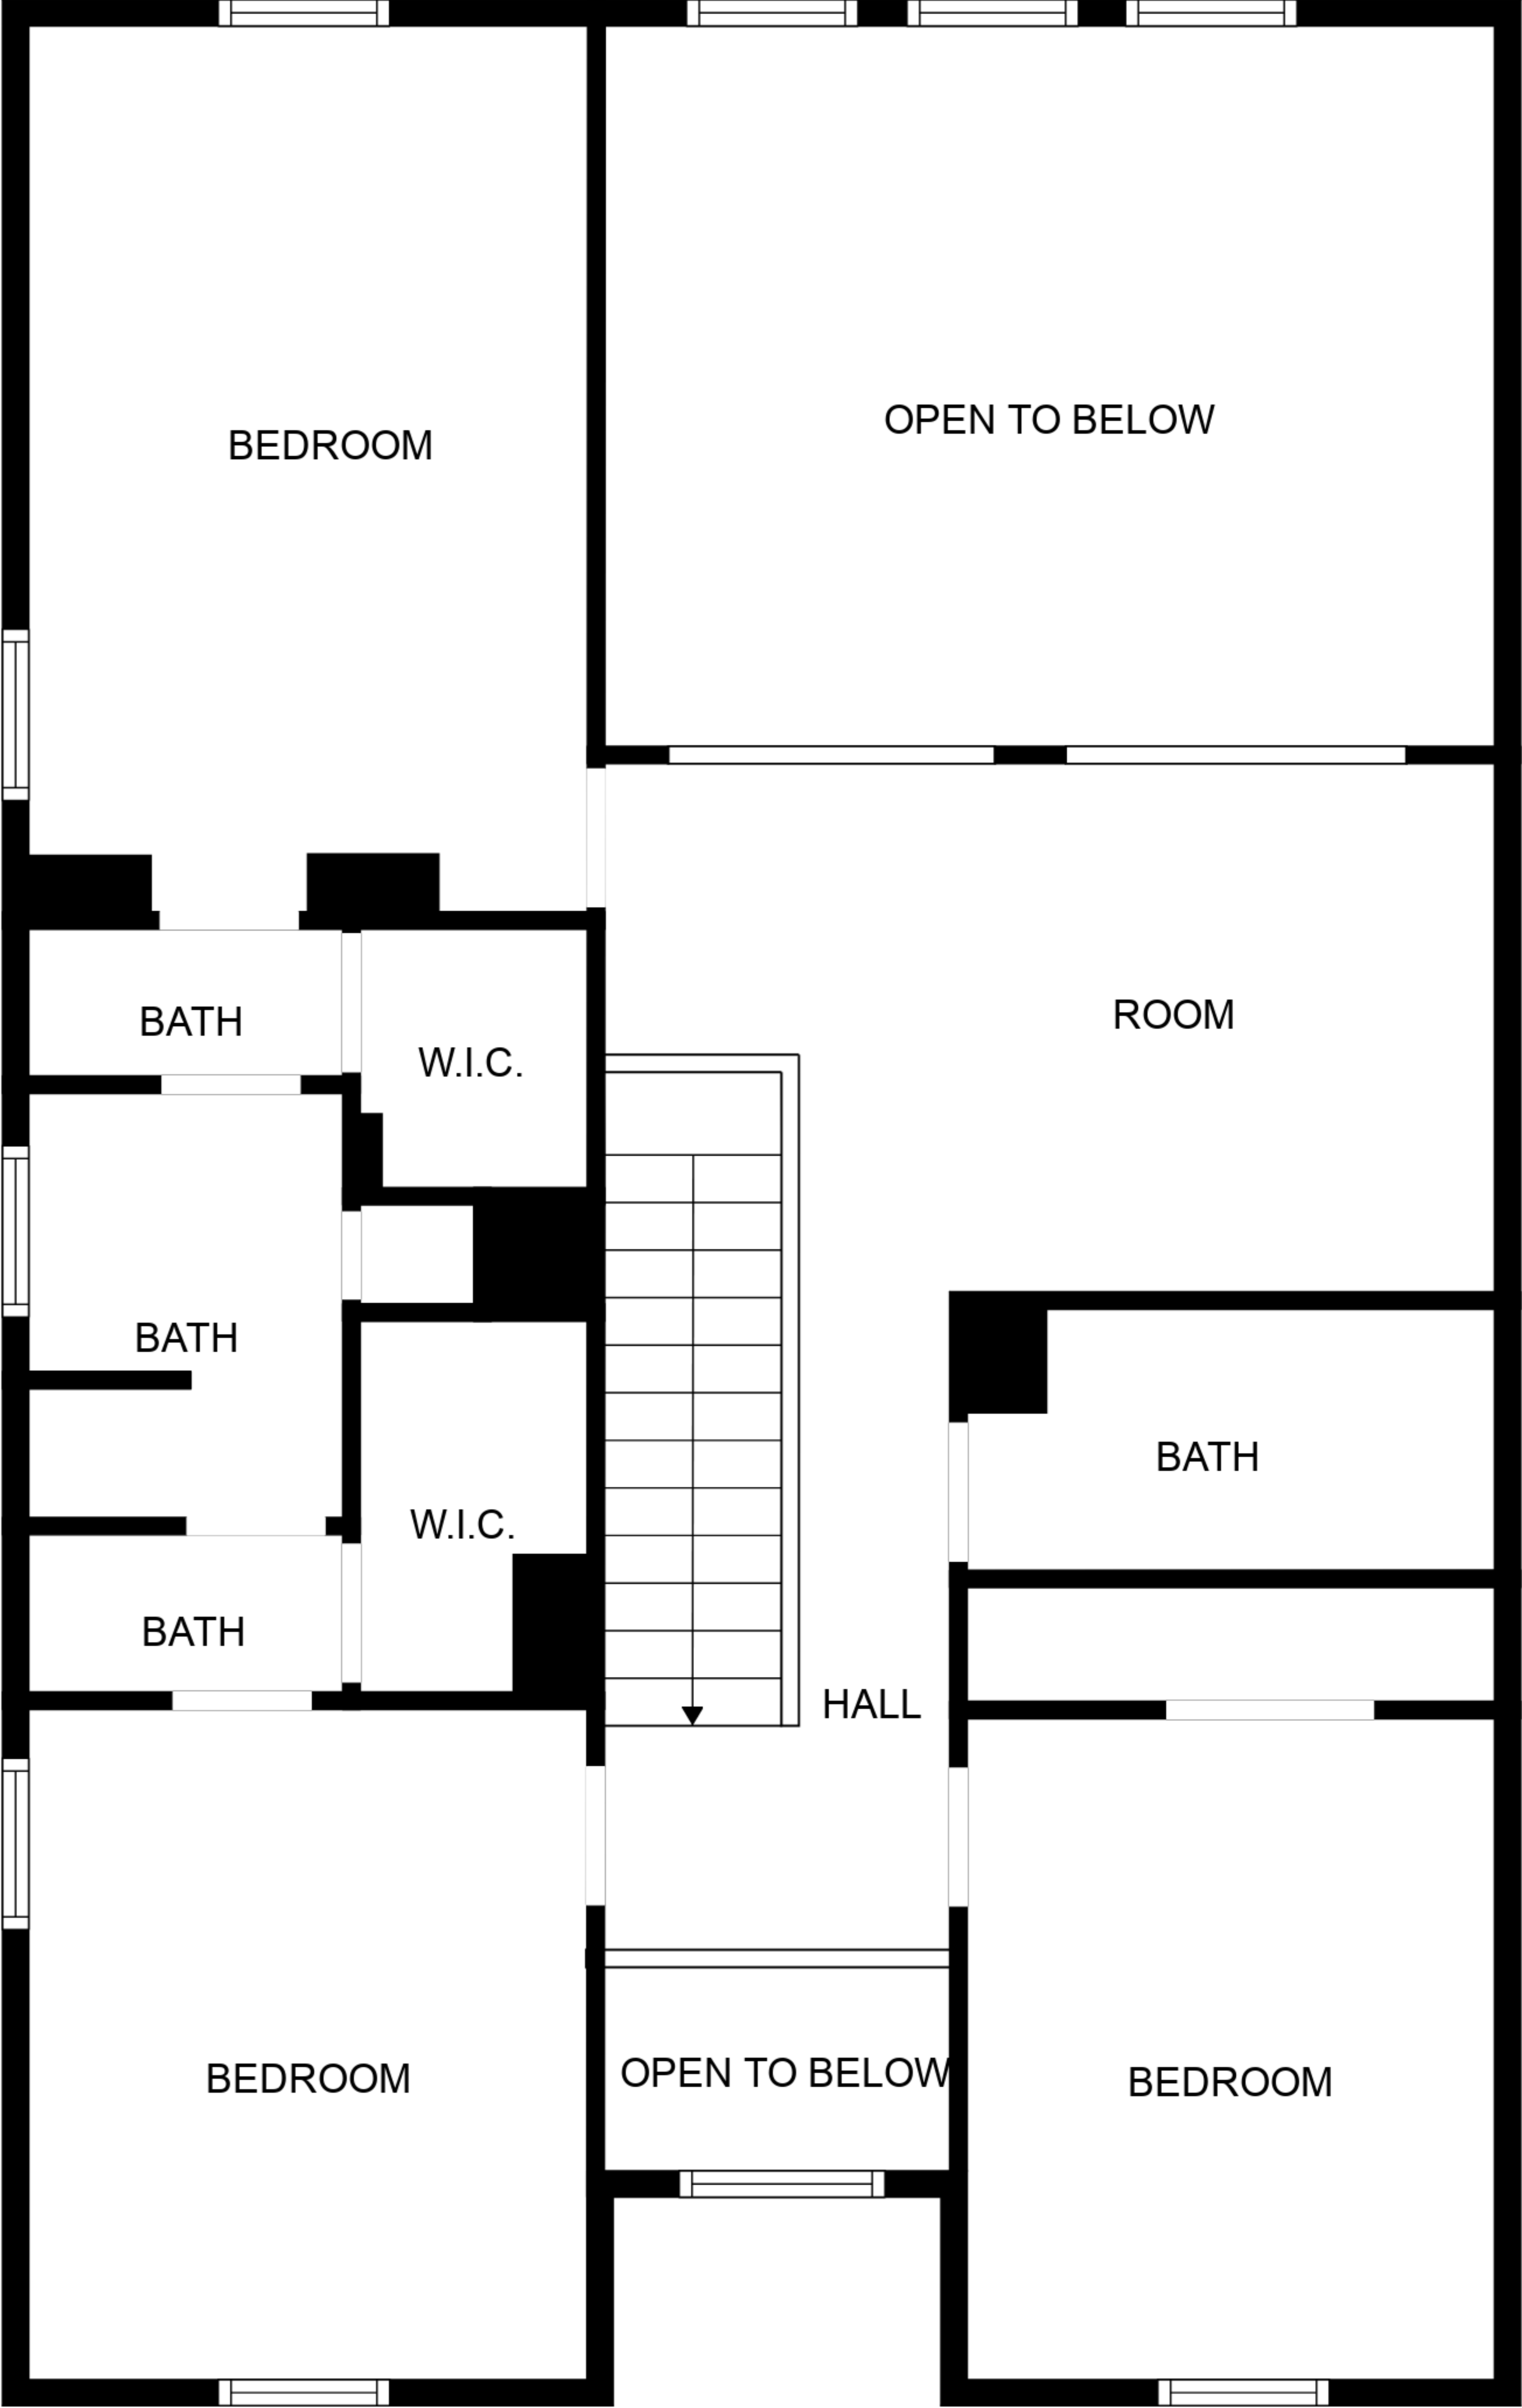 OPEN TO BELOW
BEDROOM
ROOM
BATH
W.I.C.
BATH
BATH
W.I.C.
BATH
HALL
OPEN TO BELOW
BEDROOM
BEDROOM